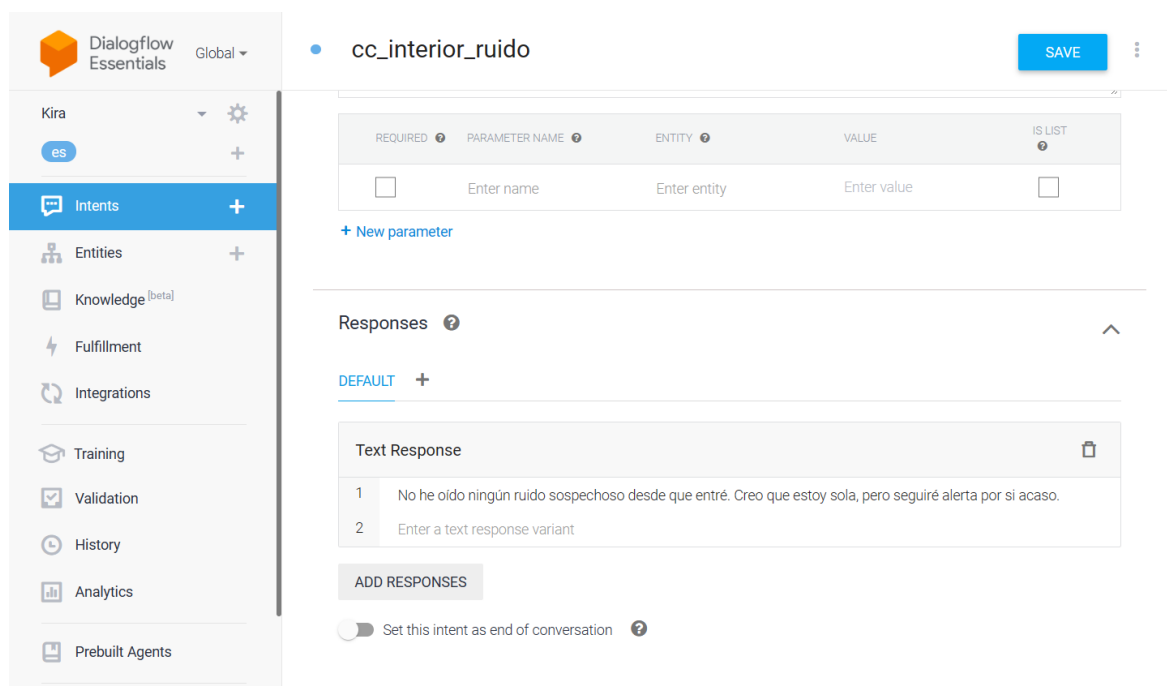 Dialogflow
Essentials
Global
cc_interior_ruido
SAVE
Kira
es
Intents
Entities
Knowledge [beta]
Fulfillment
Integrations
Training
Validation
History
Analytics
Prebuilt Agents
REQUIRED PARAMETER NAME ENTITY VALUE IS LIST
Enter name Enter entity Enter value
+ New parameter
Responses
DEFAULT +
Text Response
1 No he oído ningún ruido sospechoso desde que entré. Creo que estoy sola, pero seguiré alerta por si acaso.
2 Enter a text response variant
ADD RESPONSES
Set this intent as end of conversation